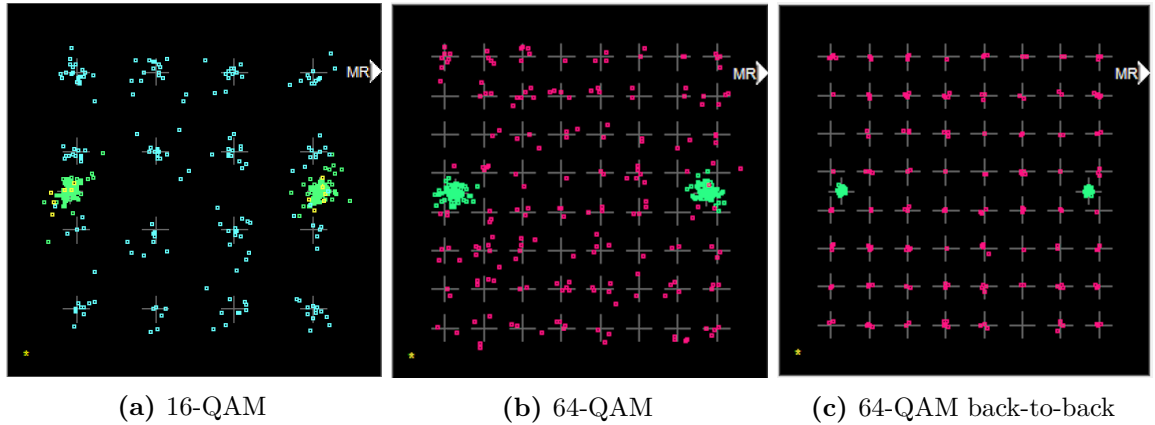 MR
MR
MR
*
*
*
(a) 16-QAM
(b) 64-QAM
(c) 64-QAM back-to-back